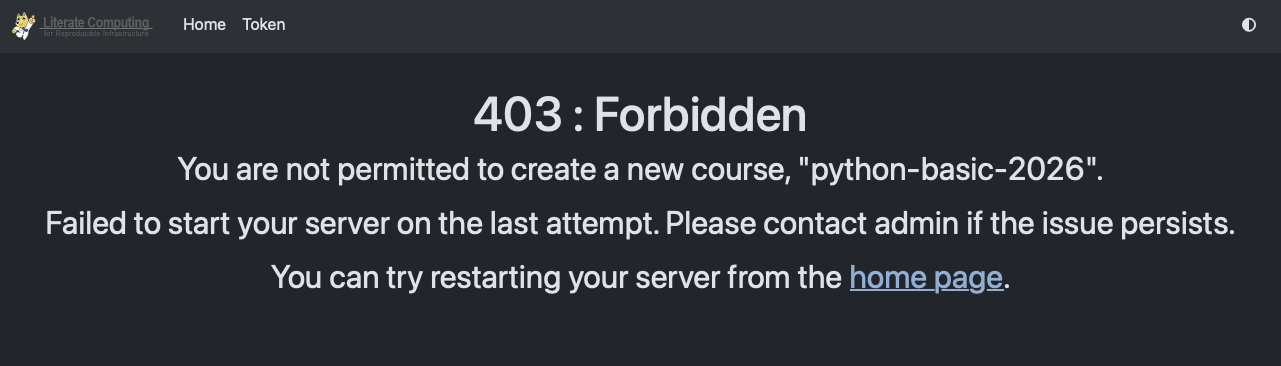 Literate Computing
for Reproducible Infrastructure
Home
Token
403 : Forbidden
You are not permitted to create a new course, "python-basic-2026".
Failed to start your server on the last attempt. Please contact admin if the issue persists.
You can try restarting your server from the home page.